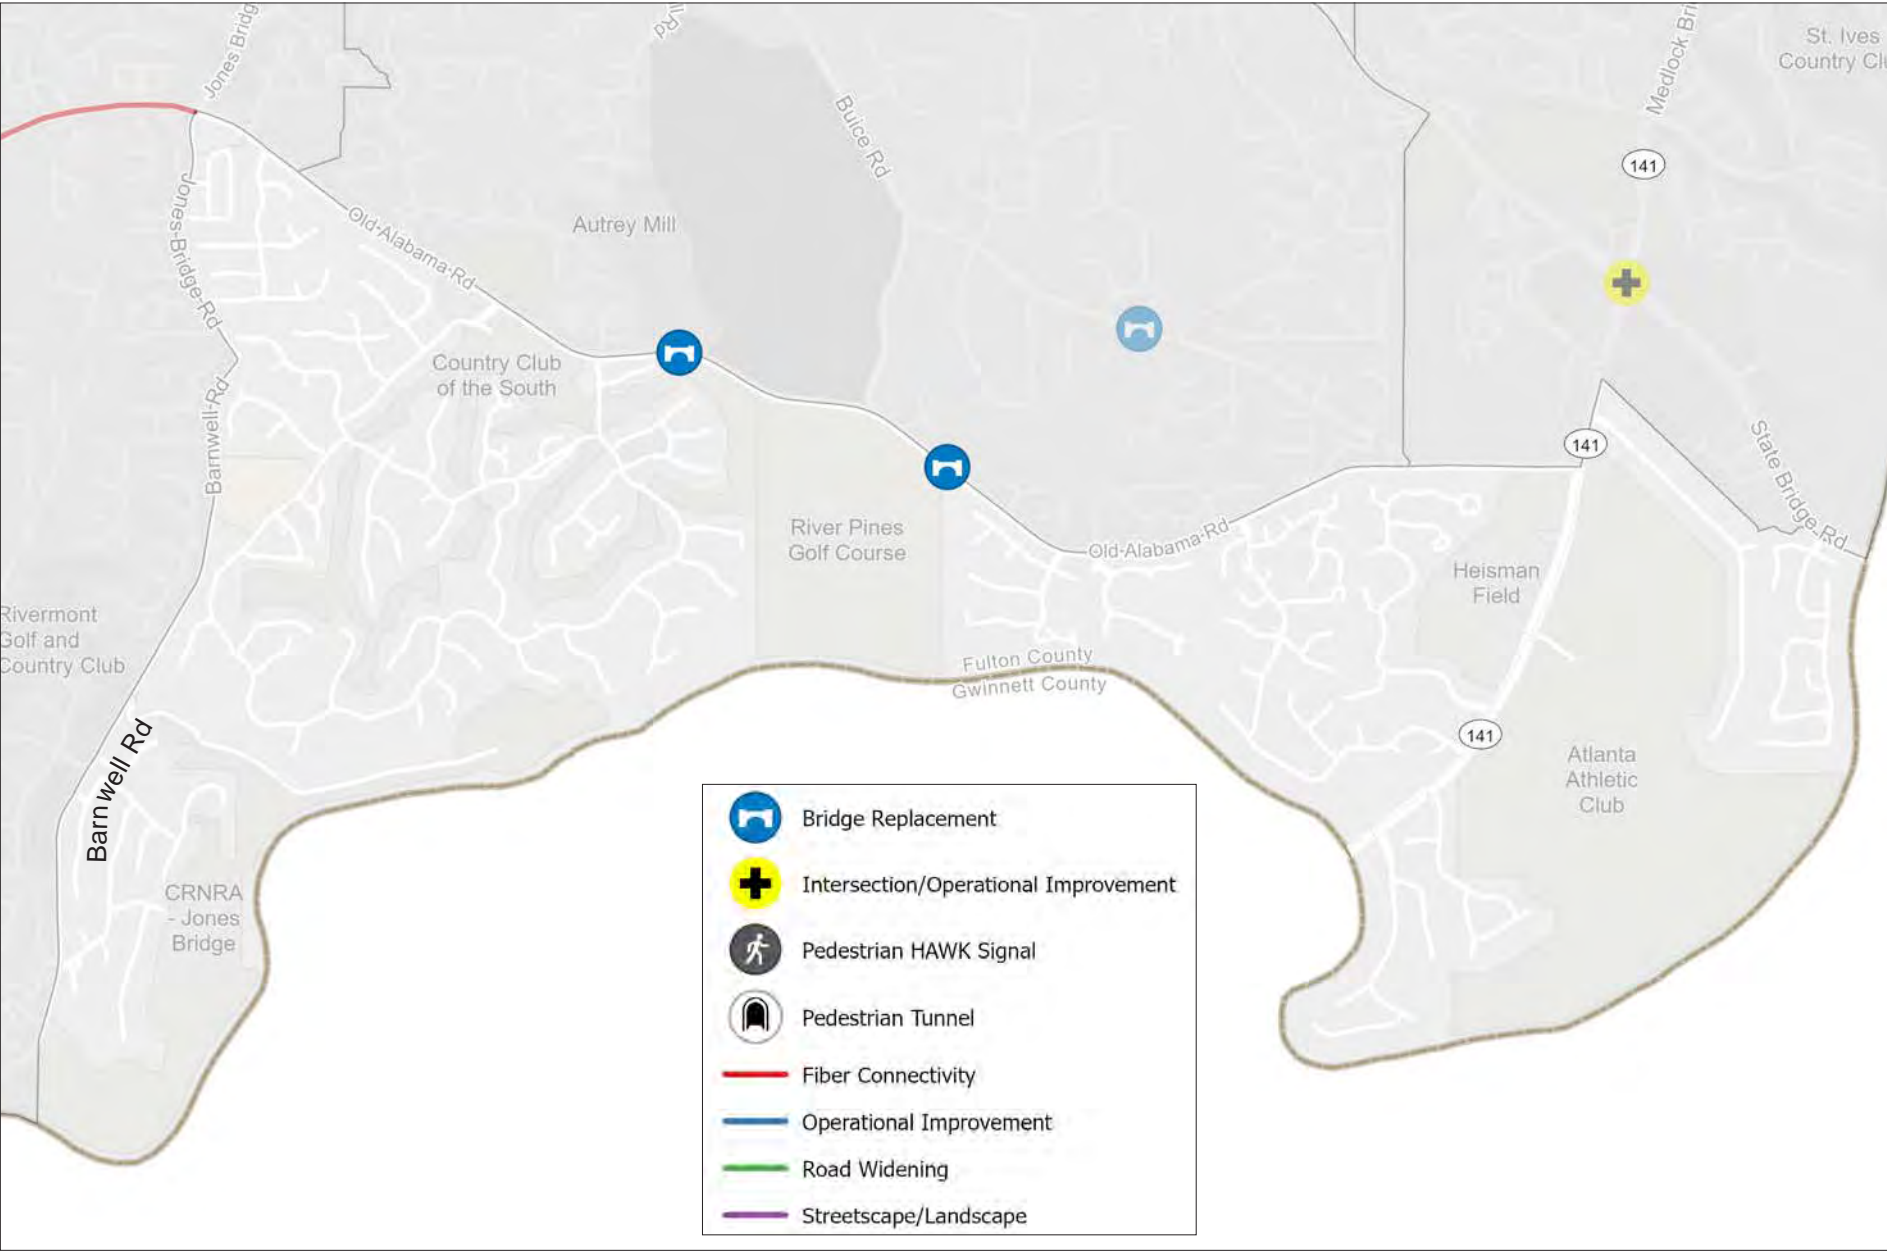 Jones Bridg
ll Rd
Buice Rd
Medlock Bri
St. Ives
Country Clu
141
Jones-Bridge-Rd
Old-Alabama-Rd
Autrey Mill
Country Club
of the South
Barnwell-Rd
141
State Bridge Rd
River Pines
Golf Course
Old-Alabama-Rd
Heisman
Field
Rivermont
Golf and
Country Club
Fulton County
Gwinnett County
Barnwell Rd
141
Atlanta
Athletic
Club
CRNRA
- Jones
Bridge
Bridge Replacement
Intersection/Operational Improvement
Pedestrian HAWK Signal
Pedestrian Tunnel
Fiber Connectivity
Operational Improvement
Road Widening
Streetscape/Landscape